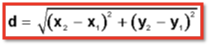 d = √((x₂ − x₁)² + (y₂ − y₁)²)